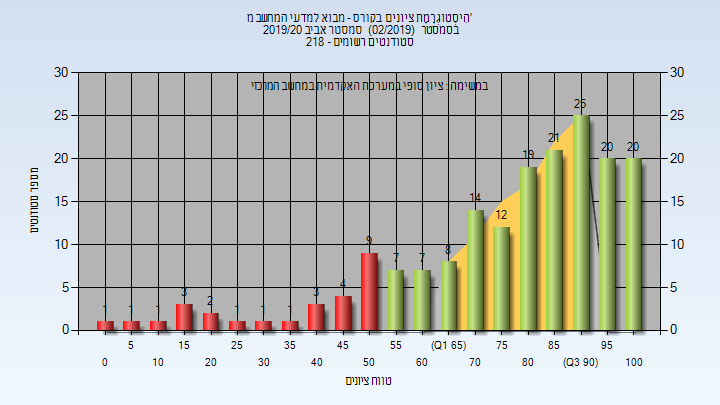 היסטוגרמת ציונים בקורס - מבוא למדעי המחשב מ'
בסמסטר (02/2019) סמסטר אביב 2019/20
סטודנטים רשומים - 218
במשימה : ציון סופי במערכת האקדמית במחשב המרכזי
מספר סטודנטים
30 30
25 25
20 20
15 15
10 10
5 5
0 0
1 1 1 3 2 1 1 1 3 4 9 7 7 8 14 12 19 21 25 20 20
5 15 25 35 45 55 (Q1 65) 75 85 95
0 10 20 30 40 50 60 70 80 (Q3 90) 100
טווח ציונים